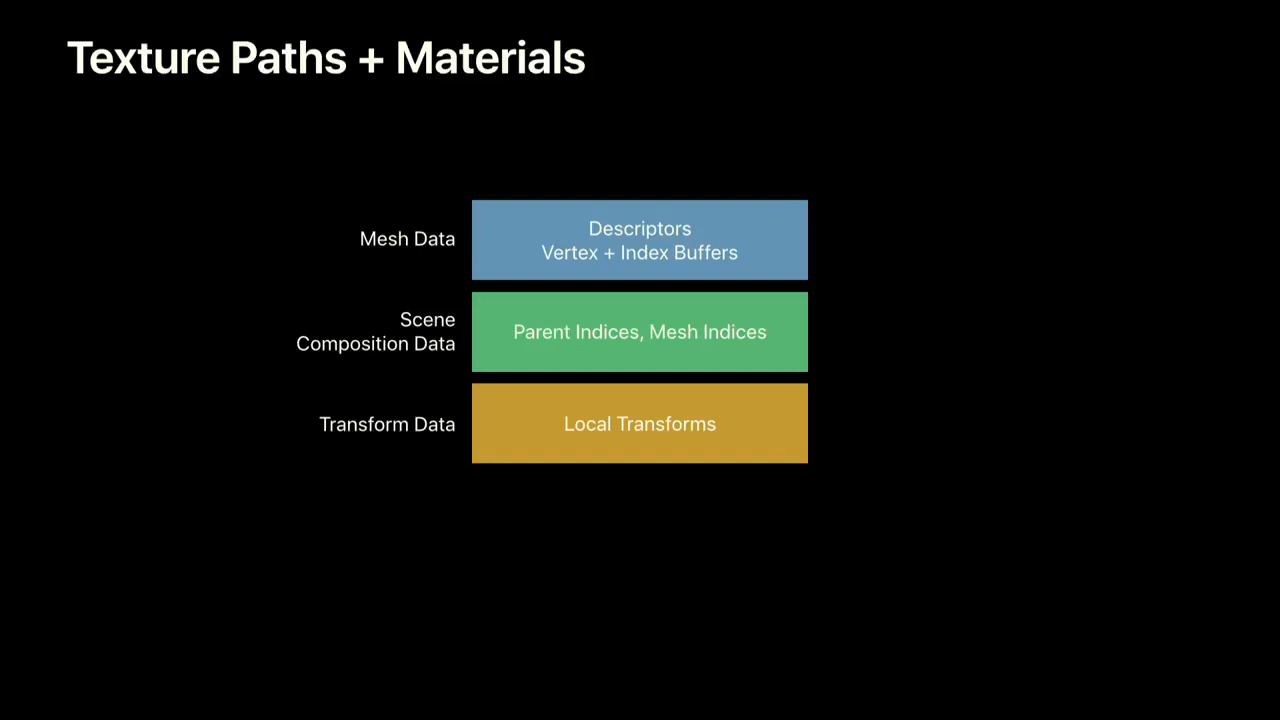 Texture Paths + Materials
Mesh Data
Descriptors
Vertex + Index Buffers
Scene
Composition Data
Parent Indices, Mesh Indices
Transform Data
Local Transforms